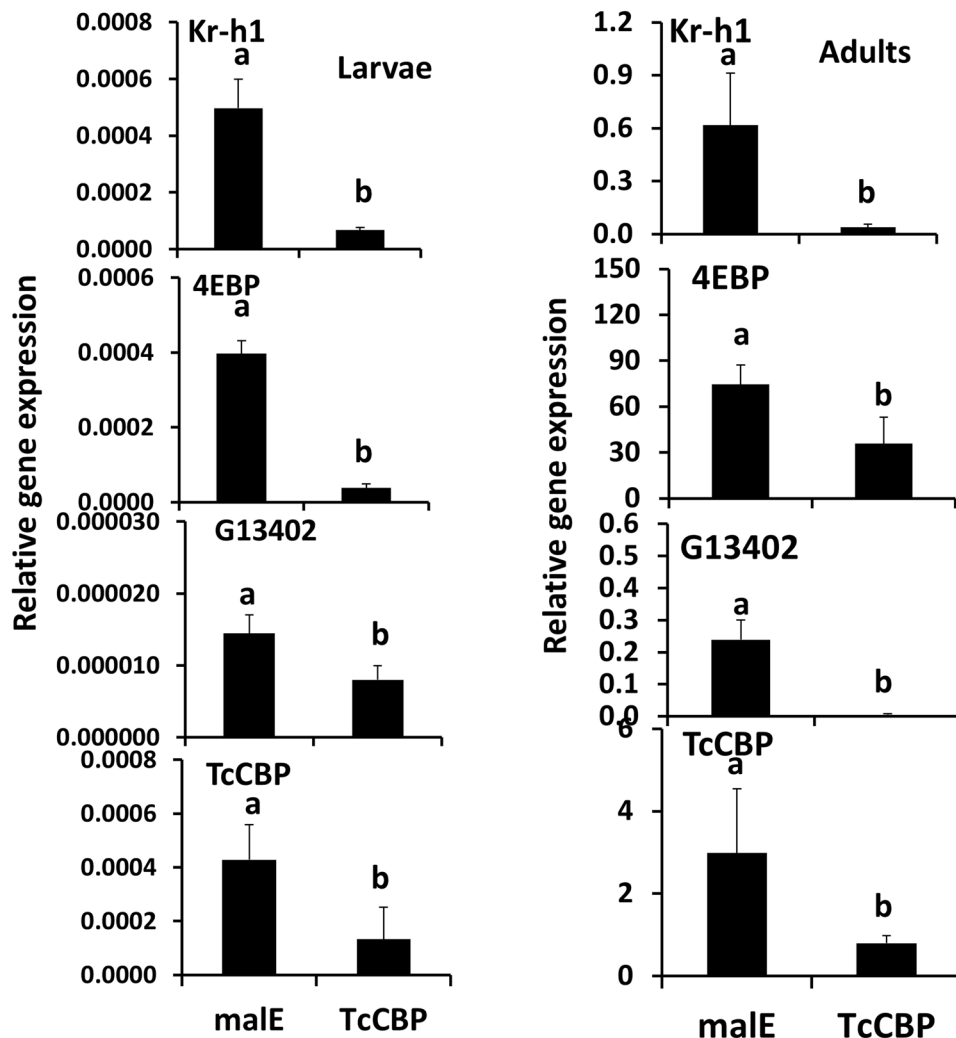 Relative gene expression
Kr-h1
Larvae
0.0008
0.0006
0.0004
0.0002
0.0000
a
b
4EBP
0.0006
0.0004
0.0002
0.0000
a
b
G13402
0.000030
0.000020
0.000010
0.000000
a
b
TcCBP
0.0008
0.0006
0.0004
0.0002
0.0000
a
b
malE TcCBP
Relative gene expression
Kr-h1
Adults
1.2
0.9
0.6
0.3
0.0
a
b
4EBP
150
120
90
60
30
0
a
b
G13402
0.6
0.5
0.4
0.3
0.2
0.1
0.0
a
b
TcCBP
6
4
2
0
a
b
malE TcCBP